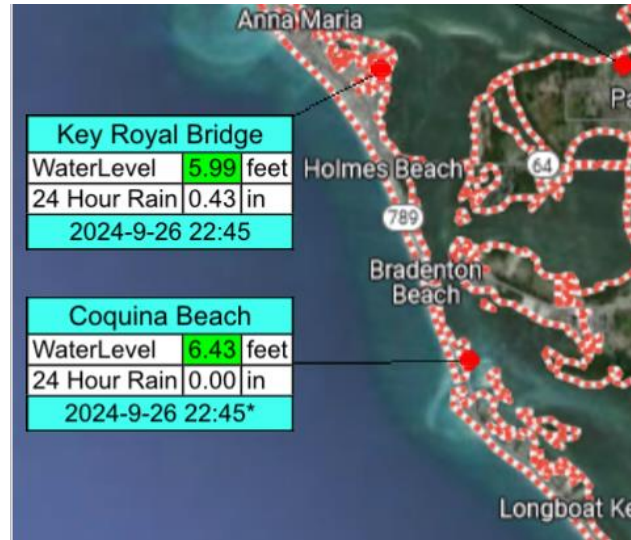 Anna Maria
Pa
Key Royal Bridge
WaterLevel 5.99 feet
24 Hour Rain 0.43 in
2024-9-26 22:45
Holmes Beach
64
789
Bradenton
Beach
Coquina Beach
WaterLevel 6.43 feet
24 Hour Rain 0.00 in
2024-9-26 22:45*
Longboat Ke